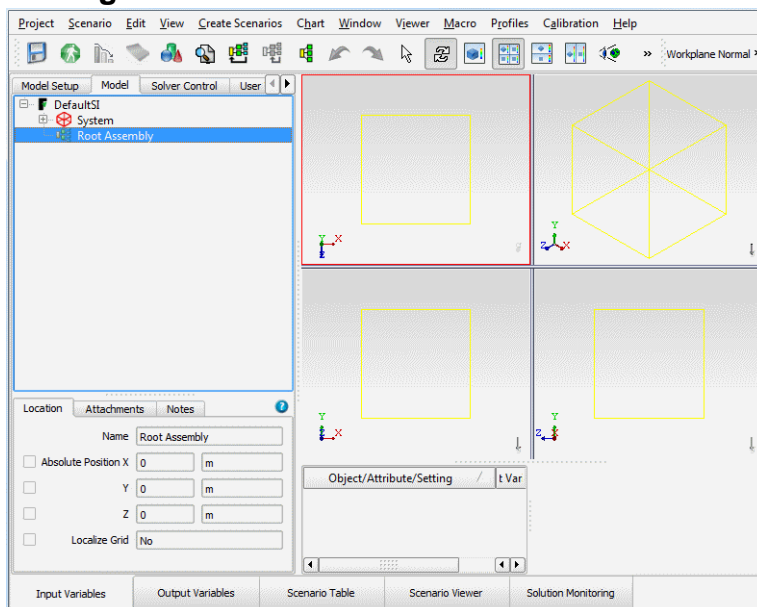 Project Scenario Edit View Create Scenarios Chart Window Viewer Macro Profiles Calibration Help
» Workplane Normal
Model Setup Model Solver Control User
DefaultSI
System
Root Assembly
Y X Z
Y Z X
Location Attachments Notes
Name Root Assembly
Absolute Position X 0 m
Y 0 m
Z 0 m
Localize Grid No
Y X Z
Y Z X
Object/Attribute/Setting t Var
Input Variables Output Variables Scenario Table Scenario Viewer Solution Monitoring